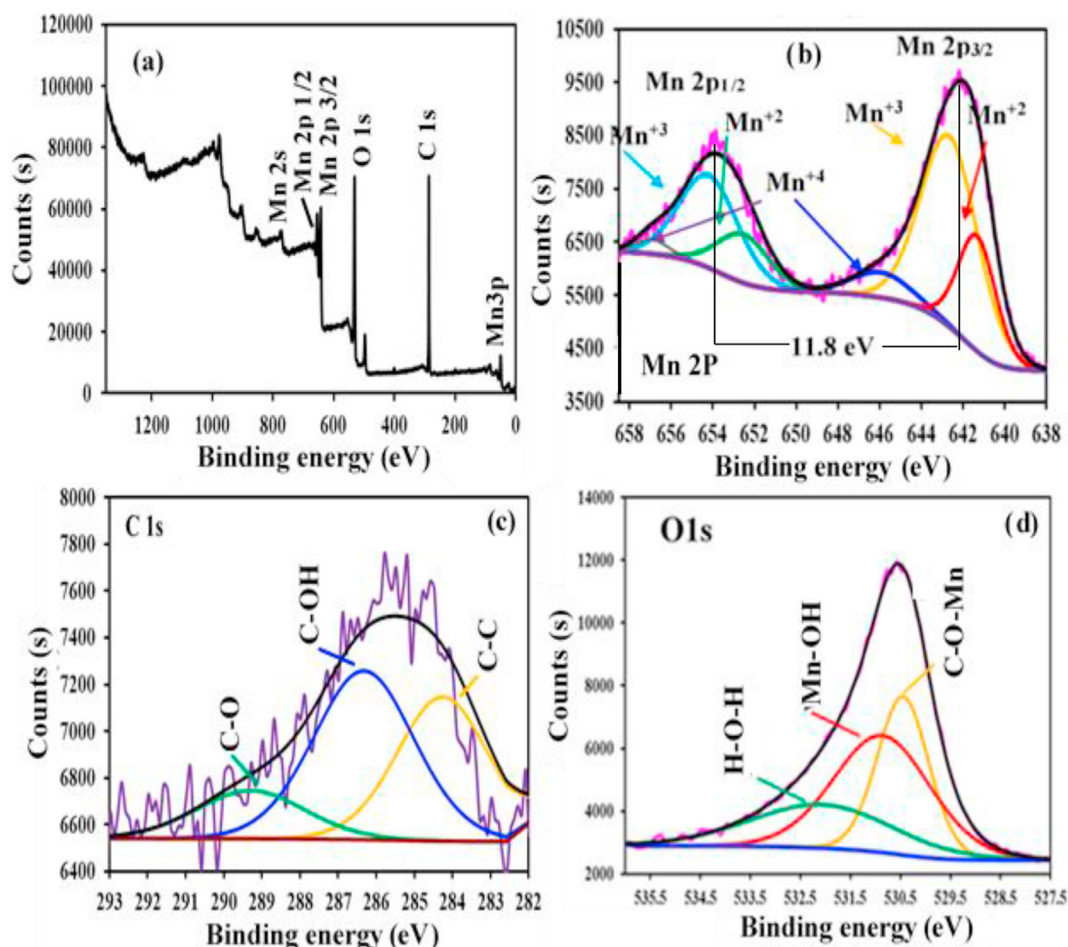 (a)
Counts (s)
120000
100000
80000
60000
40000
20000
0
Mn 2s
Mn 2p 1/2
Mn 2p 3/2
O 1s
C 1s
Mn3p
1200 1000 800 600 400 200 0
Binding energy (eV)
(b)
Counts (s)
10500
9500
8500
7500
6500
5500
4500
3500
Mn 2p3/2
Mn 2p1/2
Mn+3
Mn+2
Mn+3
Mn+2
Mn+4
11.8 eV
Mn 2P
658 656 654 652 650 648 646 644 642 640 638
Binding energy (eV)
C 1s
(c)
Counts (s)
8000
7800
7600
7400
7200
7000
6800
6600
6400
C-O
C-OH
C-C
293 292 291 290 289 288 287 286 285 284 283 282
Binding energy (eV)
O1s
(d)
Counts (s)
14000
12000
10000
8000
6000
4000
2000
H-O-H
Mn-OH
C-O-Mn
535.5 534.5 533.5 532.5 531.5 530.5 529.5 528.5 527.5
Binding energy (eV)